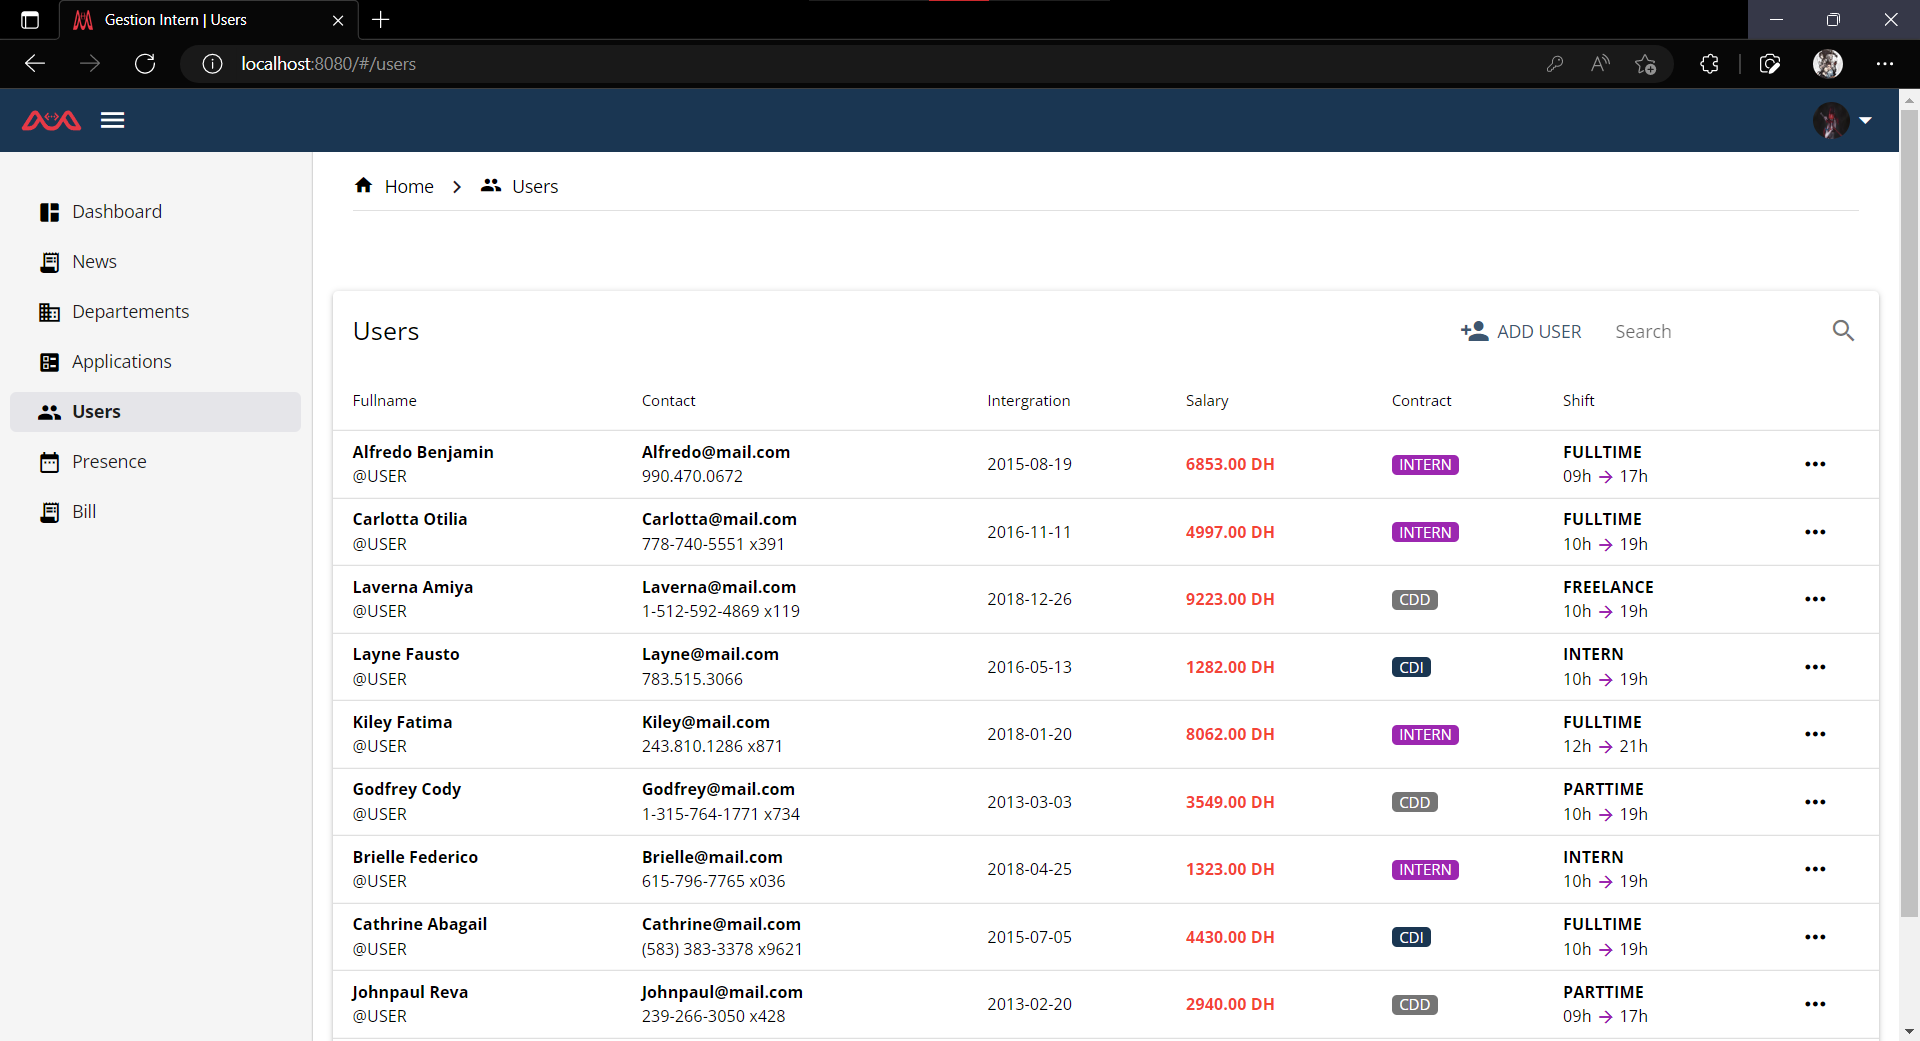 Gestion Intern | Users
localhost:8080/#/users
Home > Users
Dashboard
News
Departements
Applications
Users
Presence
Bill
Users
ADD USER
Search
Fullname Contact Intergration Salary Contract Shift
Alfredo Benjamin Alfredo@mail.com FULLTIME
2015-08-19 6853.00 DH INTERN
@USER 990.470.0672 09h → 17h
Carlotta Otilia Carlotta@mail.com FULLTIME
2016-11-11 4997.00 DH INTERN
@USER 778-740-5551 x391 10h → 19h
Laverna Amiya Laverna@mail.com FREELANCE
2018-12-26 9223.00 DH CDD
@USER 1-512-592-4869 x119 10h → 19h
Layne Fausto Layne@mail.com INTERN
2016-05-13 1282.00 DH CDI
@USER 783.515.3066 10h → 19h
Kiley Fatima Kiley@mail.com FULLTIME
2018-01-20 8062.00 DH INTERN
@USER 243.810.1286 x871 12h → 21h
Godfrey Cody Godfrey@mail.com PARTTIME
2013-03-03 3549.00 DH CDD
@USER 1-315-764-1771 x734 10h → 19h
Brielle Federico Brielle@mail.com INTERN
2018-04-25 1323.00 DH INTERN
@USER 615-796-7765 x036 10h → 19h
Cathrine Abagail Cathrine@mail.com FULLTIME
2015-07-05 4430.00 DH CDI
@USER (583) 383-3378 x9621 10h → 19h
Johnpaul Reva Johnpaul@mail.com PARTTIME
2013-02-20 2940.00 DH CDD
@USER 239-266-3050 x428 09h → 17h